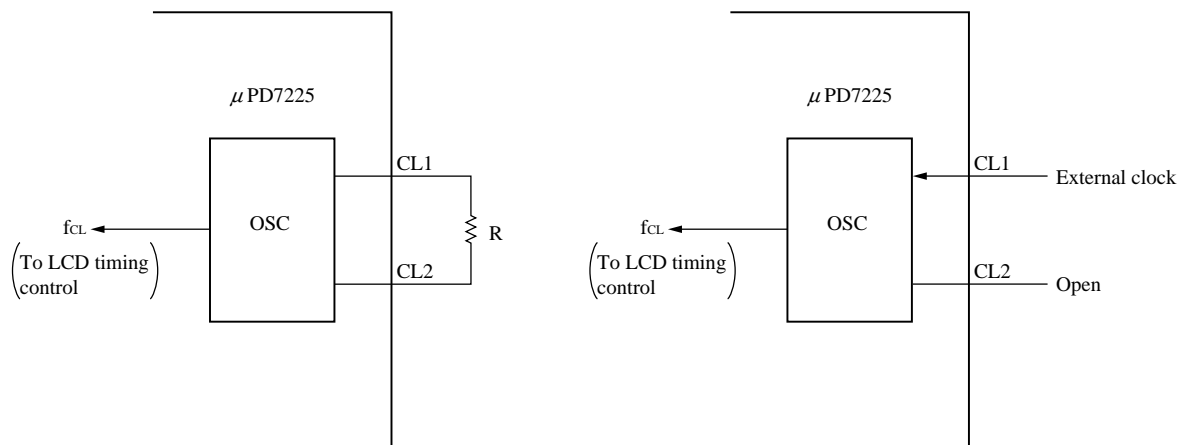 μPD7225
CL1
OSC
fCL
(To LCD timing
control)
R
CL2
μPD7225
CL1
External clock
OSC
fCL
(To LCD timing
control)
CL2
Open